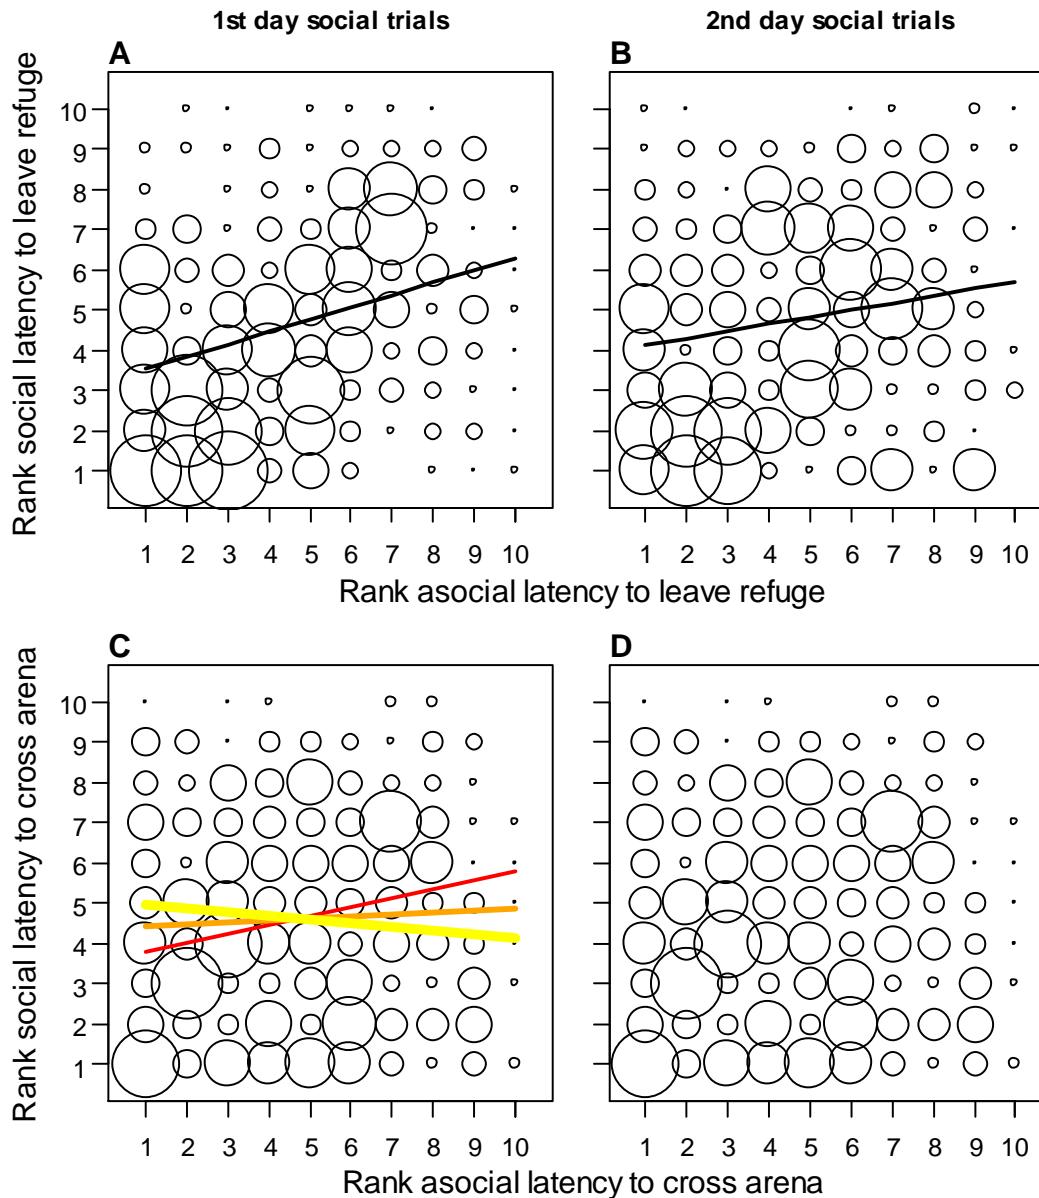 1st day social trials
2nd day social trials
A
B
Rank social latency to leave refuge
10
9
8
7
6
5
4
3
2
1
1 2 3 4 5 6 7 8 9 10
1 2 3 4 5 6 7 8 9 10
Rank asocial latency to leave refuge
C
D
Rank social latency to cross arena
10
9
8
7
6
5
4
3
2
1
1 2 3 4 5 6 7 8 9 10
1 2 3 4 5 6 7 8 9 10
Rank asocial latency to cross arena